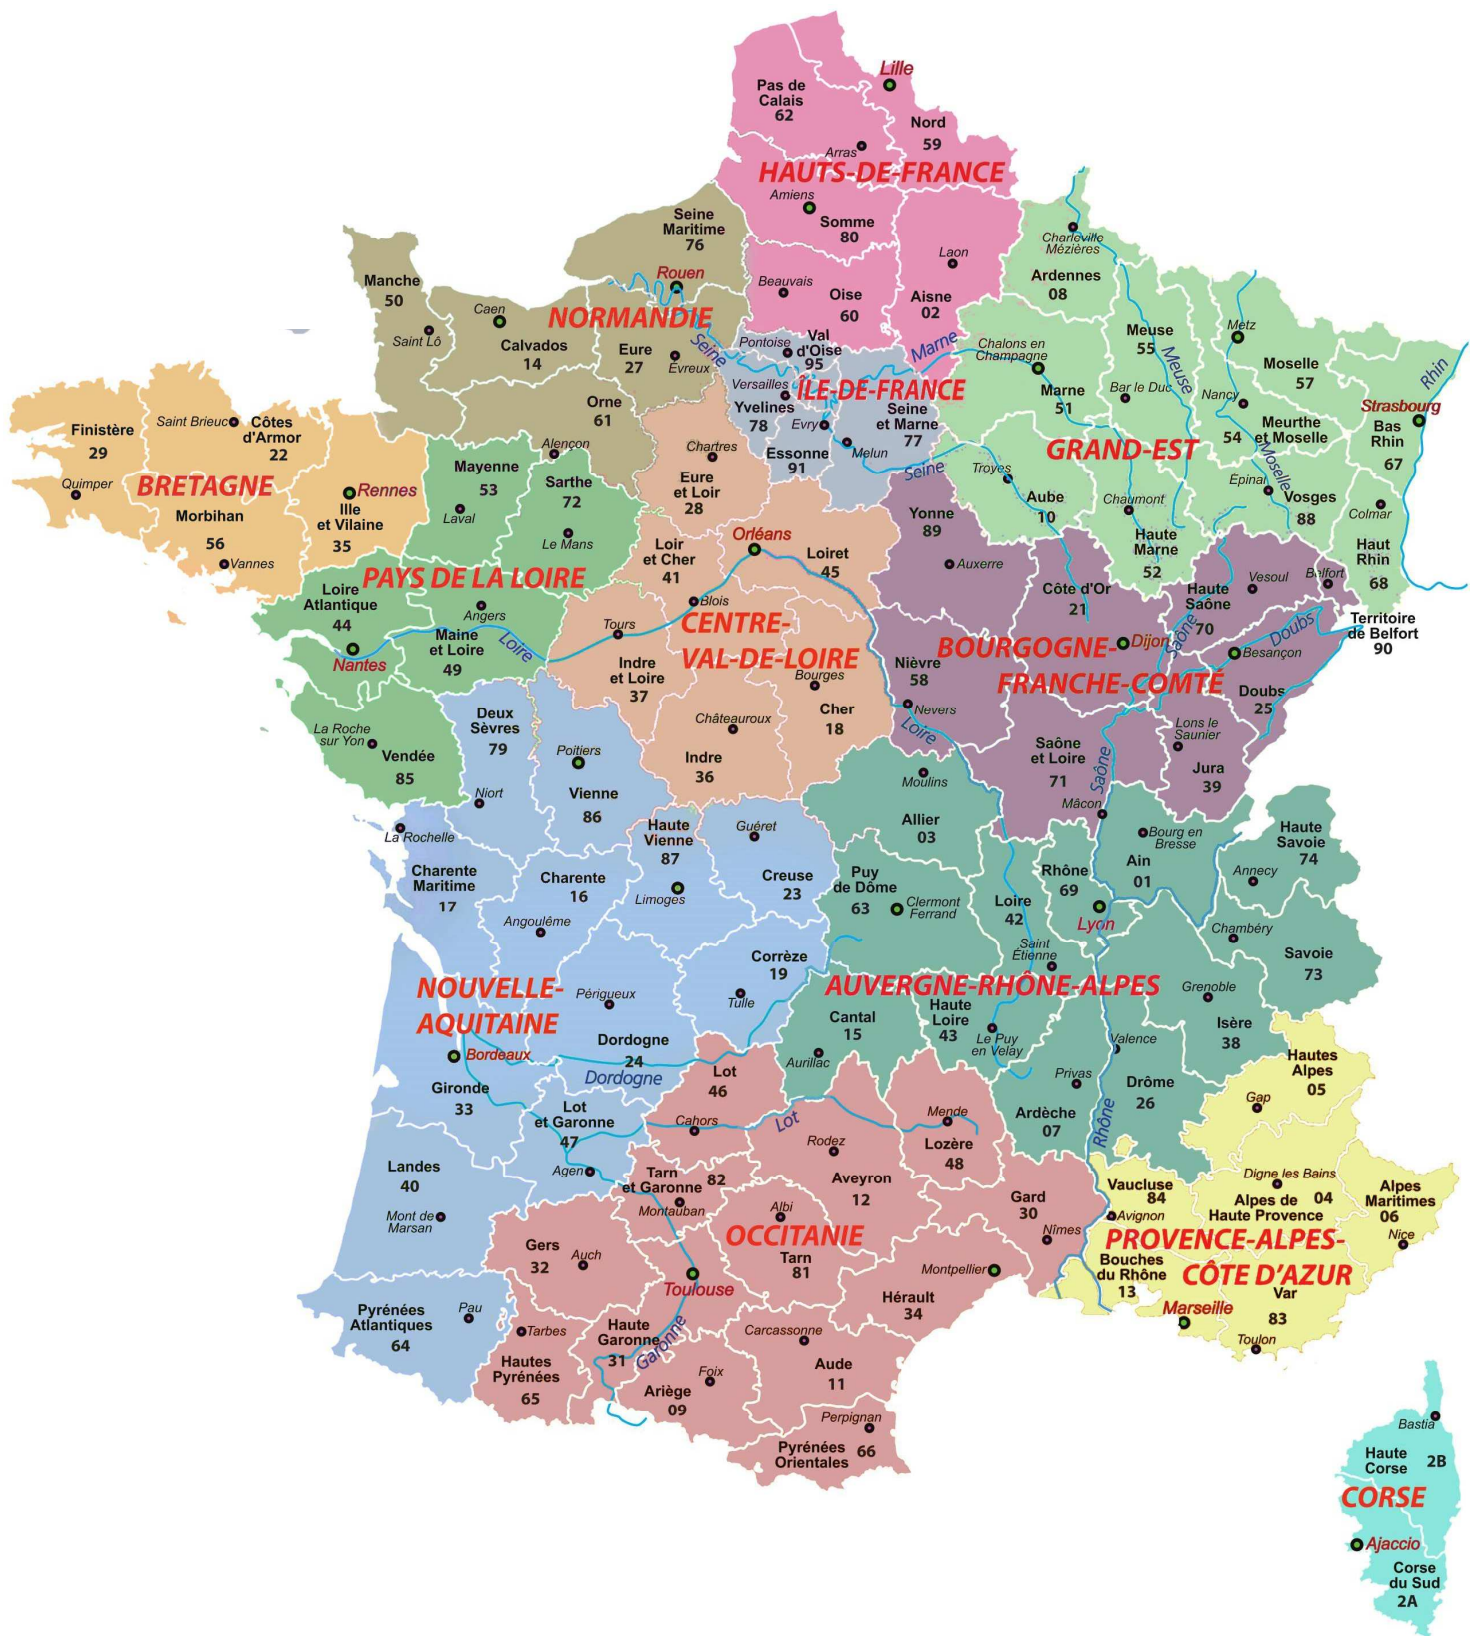 Lille
Pas de
Calais
62
Nord
59
Arras
HAUTS-DE-FRANCE
Amiens
Somme
80
Laon
Beauvais
Oise
60
Aisne
02
Seine
Maritime
76
Rouen
Manche
50
Caen
Saint Lô
Calvados
14
NORMANDIE
Eure
27
Evreux
Seine
Orne
61
Alençon
Pontoise
Val
d'Oise
95
Versailles
ÎLE-DE-FRANCE
Yvelines
78
Evry
Essonne
91
Melun
Seine
et Marne
77
Marne
Seine
Charleville
Mézières
Ardennes
08
Chalons en
Champagne
Marne
51
Meuse
55
Bar le Duc
Meuse
Metz
Moselle
57
Nancy
54
Meurthe
et Moselle
Moselle
Strasbourg
Bas
Rhin
67
Rhin
GRAND-EST
Troyes
Aube
10
Chaumont
Haute
Marne
52
Epinal
Vosges
88
Colmar
Haut
Rhin
68
Finistère
29
Quimper
Saint Brieuc
Côtes
d'Armor
22
BRETAGNE
Morbihan
56
Vannes
Rennes
Ille
et Vilaine
35
Mayenne
53
Laval
Sarthe
72
Le Mans
PAYS DE LA LOIRE
Loire
Atlantique
44
Nantes
Angers
Maine
et Loire
49
Loire
La Roche
sur Yon
Vendée
85
Chartres
Eure
et Loir
28
Loir
et Cher
41
Orléans
Loiret
45
Blois
Tours
CENTRE-
VAL-DE-LOIRE
Indre
et Loire
37
Bourges
Cher
18
Châteauroux
Indre
36
Yonne
89
Auxerre
Côte d'Or
21
Dijon
BOURGOGNE-
FRANCHE-COMTÉ
Nièvre
58
Nevers
Loire
Haute
Saône
70
Saône
Vesoul
Belfort
Territoire
de Belfort
90
Doubs
Besançon
Doubs
25
Saône
et Loire
71
Saône
Mâcon
Lons le
Saunier
Jura
39
Deux
Sèvres
79
Niort
Poitiers
Vienne
86
La Rochelle
Charente
Maritime
17
Charente
16
Angoulême
Haute
Vienne
87
Limoges
Guéret
Creuse
23
Corrèze
19
Tulle
NOUVELLE-
AQUITAINE
Périgueux
Dordogne
24
Dordogne
Bordeaux
Gironde
33
Lot
et Garonne
47
Agen
Landes
40
Mont de
Marsan
Pyrénées
Atlantiques
64
Pau
Moulins
Allier
03
Puy
de Dôme
63
Clermont
Ferrand
Loire
42
Saint
Étienne
Rhône
69
Lyon
Bourg en
Bresse
Ain
01
Haute
Savoie
74
Annecy
Chambéry
Savoie
73
AUVERGNE-RHÔNE-ALPES
Cantal
15
Aurillac
Haute
Loire
43
Le Puy
en Velay
Grenoble
Isère
38
Valence
Drôme
26
Privas
Ardèche
07
Rhône
Lot
46
Cahors
Lot
Rodez
Aveyron
12
Mende
Lozère
48
Tarn
et Garonne
82
Montauban
Albi
OCCITANIE
Tarn
81
Gard
30
Nîmes
Gers
32
Auch
Toulouse
Montpellier
Hérault
34
Tarbes
Hautes
Pyrénées
65
Haute
Garonne
31
Garonne
Carcassonne
Aude
11
Foix
Ariège
09
Perpignan
Pyrénées
Orientales
66
Hautes
Alpes
05
Gap
Vaucluse
84
Avignon
Digne les Bains
Alpes de
Haute Provence
04
Alpes
Maritimes
06
Nice
PROVENCE-ALPES-
CÔTE D'AZUR
Bouches
du Rhône
13
Marseille
Var
83
Toulon
Bastia
Haute
Corse
2B
CORSE
Ajaccio
Corse
du Sud
2A